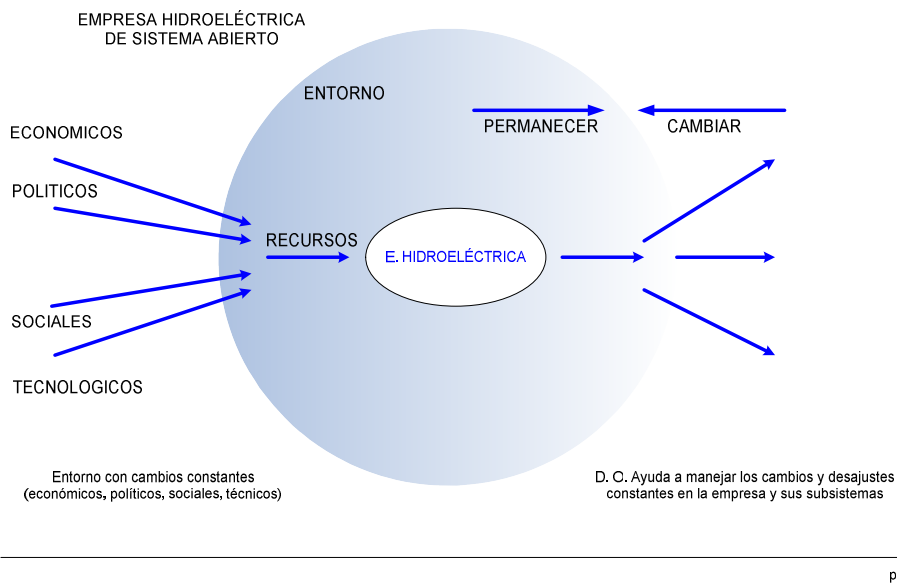 EMPRESA HIDROELÉCTRICA
DE SISTEMA ABIERTO
ENTORNO
PERMANECER
CAMBIAR
ECONOMICOS
POLITICOS
RECURSOS
E. HIDROELÉCTRICA
SOCIALES
TECNOLOGICOS
Entorno con cambios constantes
(económicos, políticos, sociales, técnicos)
D. O. Ayuda a manejar los cambios y desajustes
constantes en la empresa y sus subsistemas
p